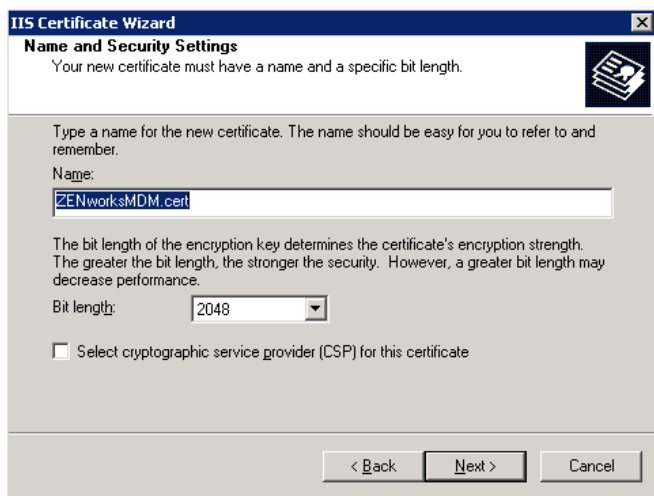 IIS Certificate Wizard
Name and Security Settings
Your new certificate must have a name and a specific bit length.
Type a name for the new certificate. The name should be easy for you to refer to and
remember.
Name:
ZENworksMDM.cert
The bit length of the encryption key determines the certificate's encryption strength.
The greater the bit length, the stronger the security.  However, a greater bit length may
decrease performance.
Bit length: 2048
Select cryptographic service provider (CSP) for this certificate
< Back Next > Cancel